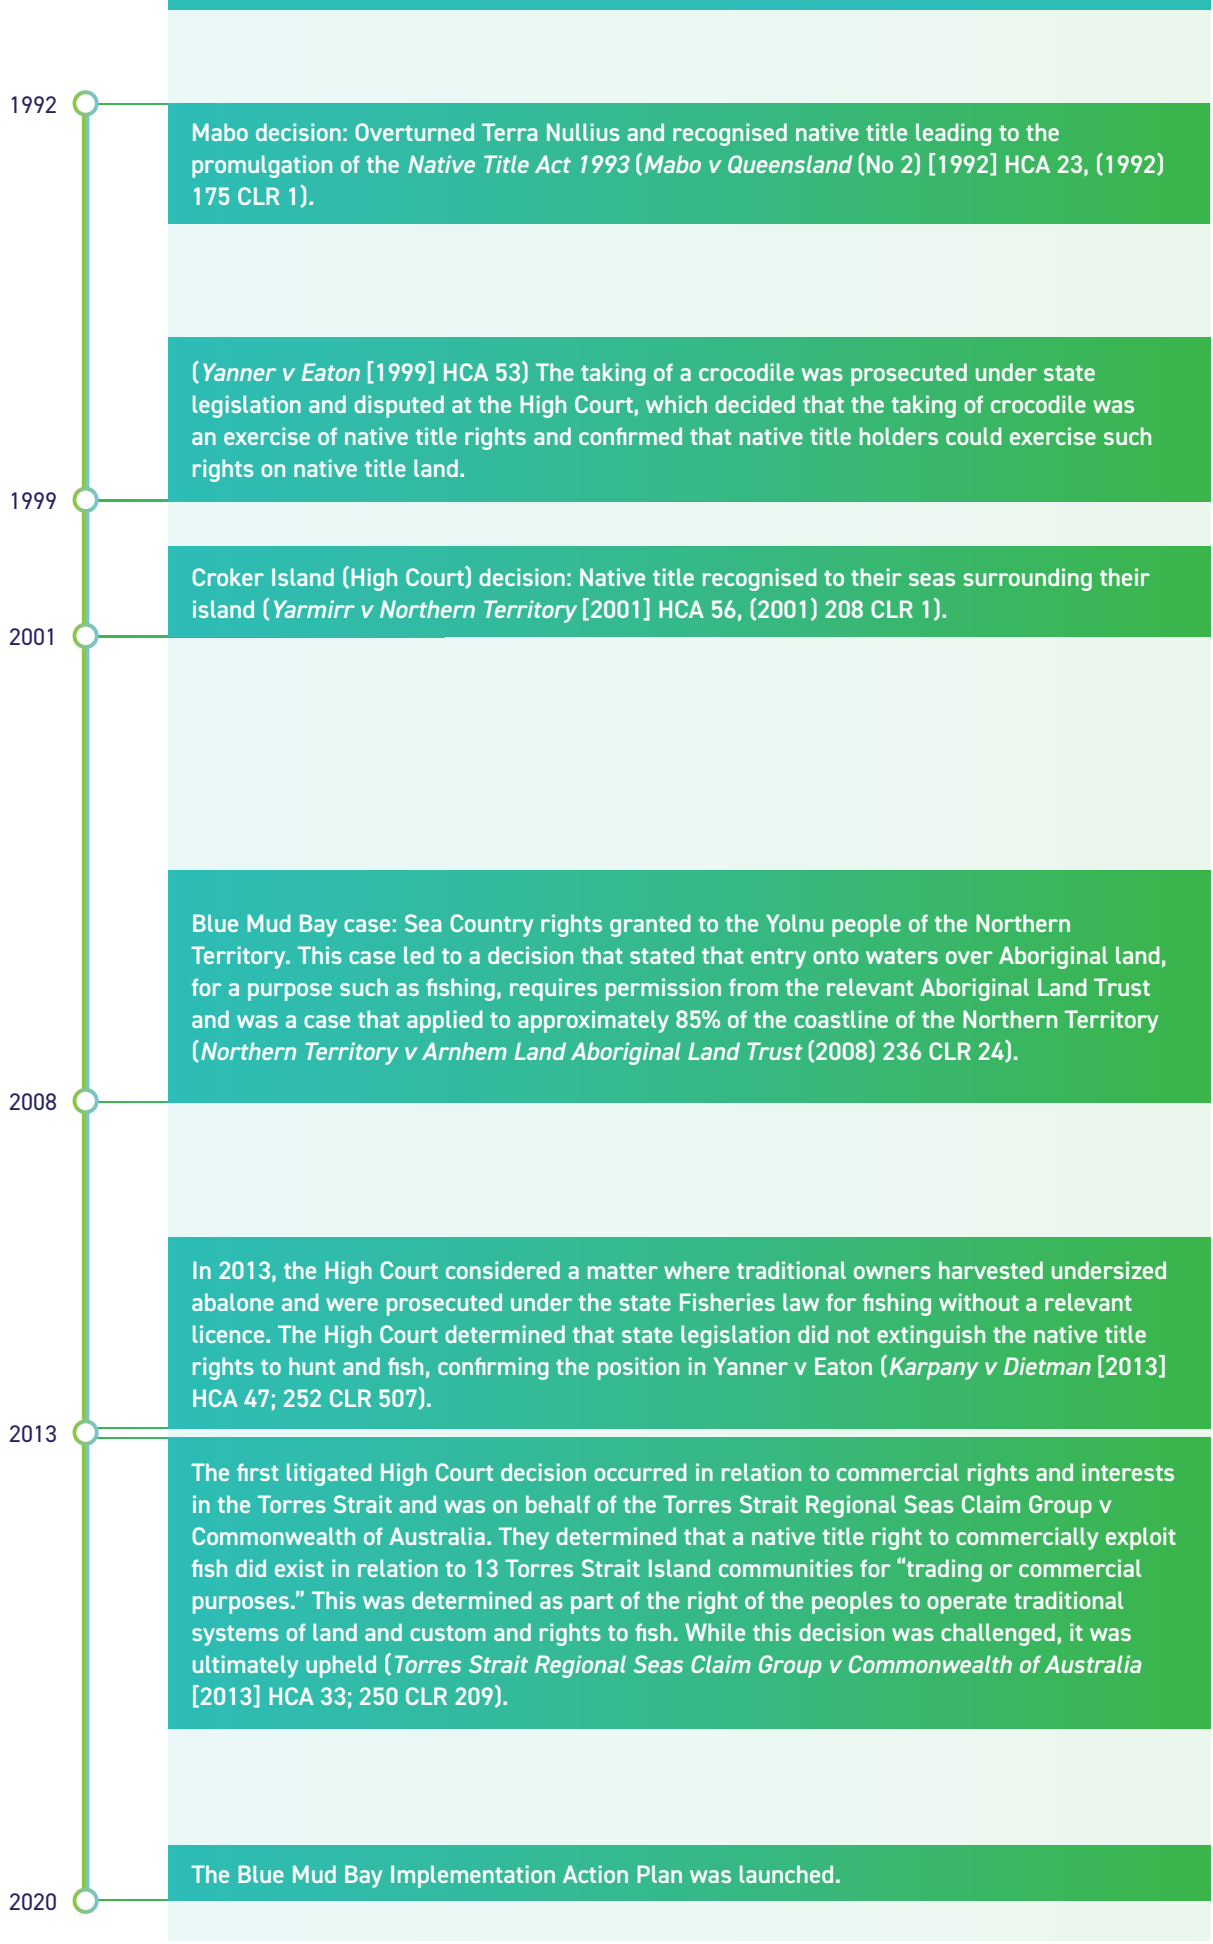 1992
Mabo decision: Overturned Terra Nullius and recognised native title leading to the
promulgation of the Native Title Act 1993 (Mabo v Queensland (No 2) [1992] HCA 23, (1992)
175 CLR 1).
(Yanner v Eaton [1999] HCA 53) The taking of a crocodile was prosecuted under state
legislation and disputed at the High Court, which decided that the taking of crocodile was
an exercise of native title rights and confirmed that native title holders could exercise such
rights on native title land.
1999
Croker Island (High Court) decision: Native title recognised to their seas surrounding their
island (Yarmirr v Northern Territory [2001] HCA 56, (2001) 208 CLR 1).
2001
Blue Mud Bay case: Sea Country rights granted to the Yolnu people of the Northern
Territory. This case led to a decision that stated that entry onto waters over Aboriginal land,
for a purpose such as fishing, requires permission from the relevant Aboriginal Land Trust
and was a case that applied to approximately 85% of the coastline of the Northern Territory
(Northern Territory v Arnhem Land Aboriginal Land Trust (2008) 236 CLR 24).
2008
In 2013, the High Court considered a matter where traditional owners harvested undersized
abalone and were prosecuted under the state Fisheries law for fishing without a relevant
licence. The High Court determined that state legislation did not extinguish the native title
rights to hunt and fish, confirming the position in Yanner v Eaton (Karpany v Dietman [2013]
HCA 47; 252 CLR 507).
2013
The first litigated High Court decision occurred in relation to commercial rights and interests
in the Torres Strait and was on behalf of the Torres Strait Regional Seas Claim Group v
Commonwealth of Australia. They determined that a native title right to commercially exploit
fish did exist in relation to 13 Torres Strait Island communities for “trading or commercial
purposes.” This was determined as part of the right of the peoples to operate traditional
systems of land and custom and rights to fish. While this decision was challenged, it was
ultimately upheld (Torres Strait Regional Seas Claim Group v Commonwealth of Australia
[2013] HCA 33; 250 CLR 209).
The Blue Mud Bay Implementation Action Plan was launched.
2020